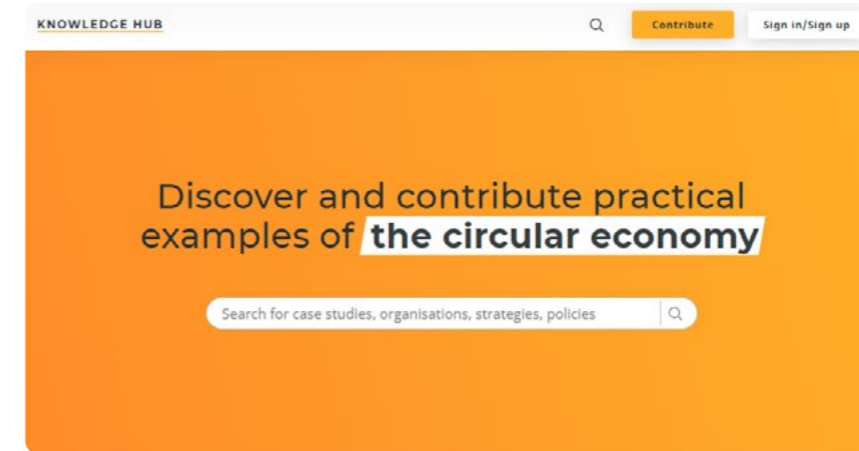 KNOWLEDGE HUB
Contribute
Sign in/Sign up
Discover and contribute practical
examples of the circular economy
Search for case studies, organisations, strategies, policies